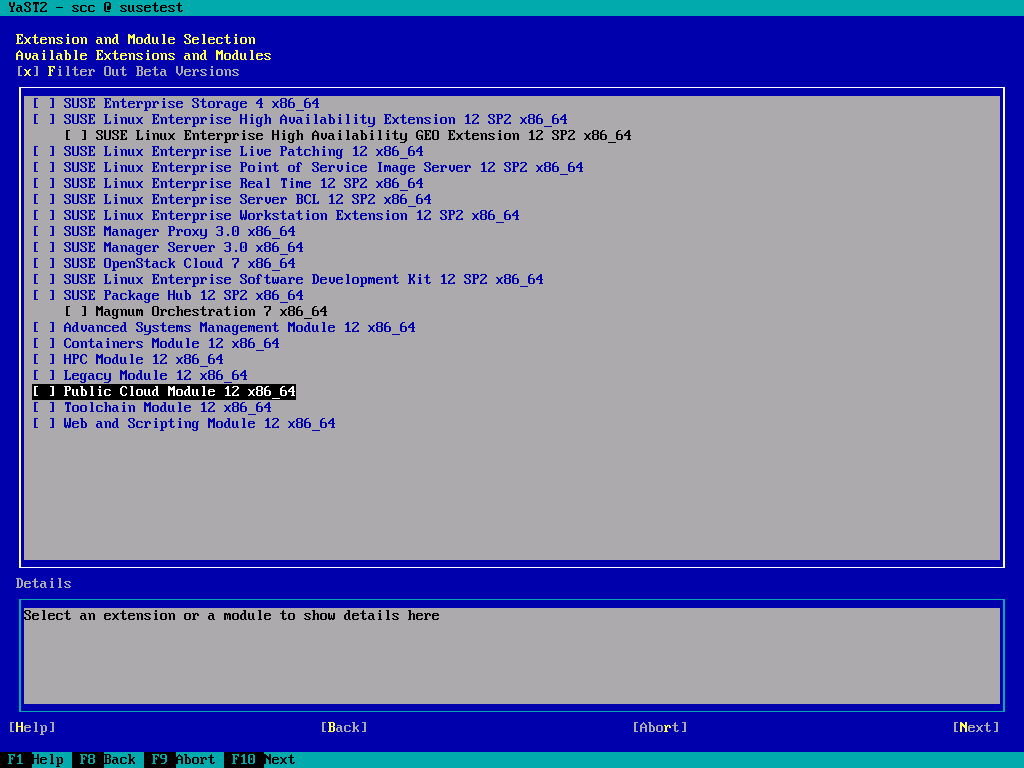 YaST2 - scc @ susetest
Extension and Module Selection
Available Extensions and Modules
[x] Filter Out Beta Versions
[ ] SUSE Enterprise Storage 4 x86_64
[ ] SUSE Linux Enterprise High Availability Extension 12 SP2 x86_64
[ ] SUSE Linux Enterprise High Availability GEO Extension 12 SP2 x86_64
[ ] SUSE Linux Enterprise Live Patching 12 x86_64
[ ] SUSE Linux Enterprise Point of Service Image Server 12 SP2 x86_64
[ ] SUSE Linux Enterprise Real Time 12 SP2 x86_64
[ ] SUSE Linux Enterprise Server BCL 12 SP2 x86_64
[ ] SUSE Linux Enterprise Workstation Extension 12 SP2 x86_64
[ ] SUSE Manager Proxy 3.0 x86_64
[ ] SUSE Manager Server 3.0 x86_64
[ ] SUSE OpenStack Cloud 7 x86_64
[ ] SUSE Linux Enterprise Software Development Kit 12 SP2 x86_64
[ ] SUSE Package Hub 12 SP2 x86_64
[ ] Magnum Orchestration 7 x86_64
[ ] Advanced Systems Management Module 12 x86_64
[ ] Containers Module 12 x86_64
[ ] HPC Module 12 x86_64
[ ] Legacy Module 12 x86_64
[ ] Public Cloud Module 12 x86_64
[ ] Toolchain Module 12 x86_64
[ ] Web and Scripting Module 12 x86_64
Details
Select an extension or a module to show details here
[Help] [Back] [Abort] [Next]
F1 Help F8 Back F9 Abort F10 Next